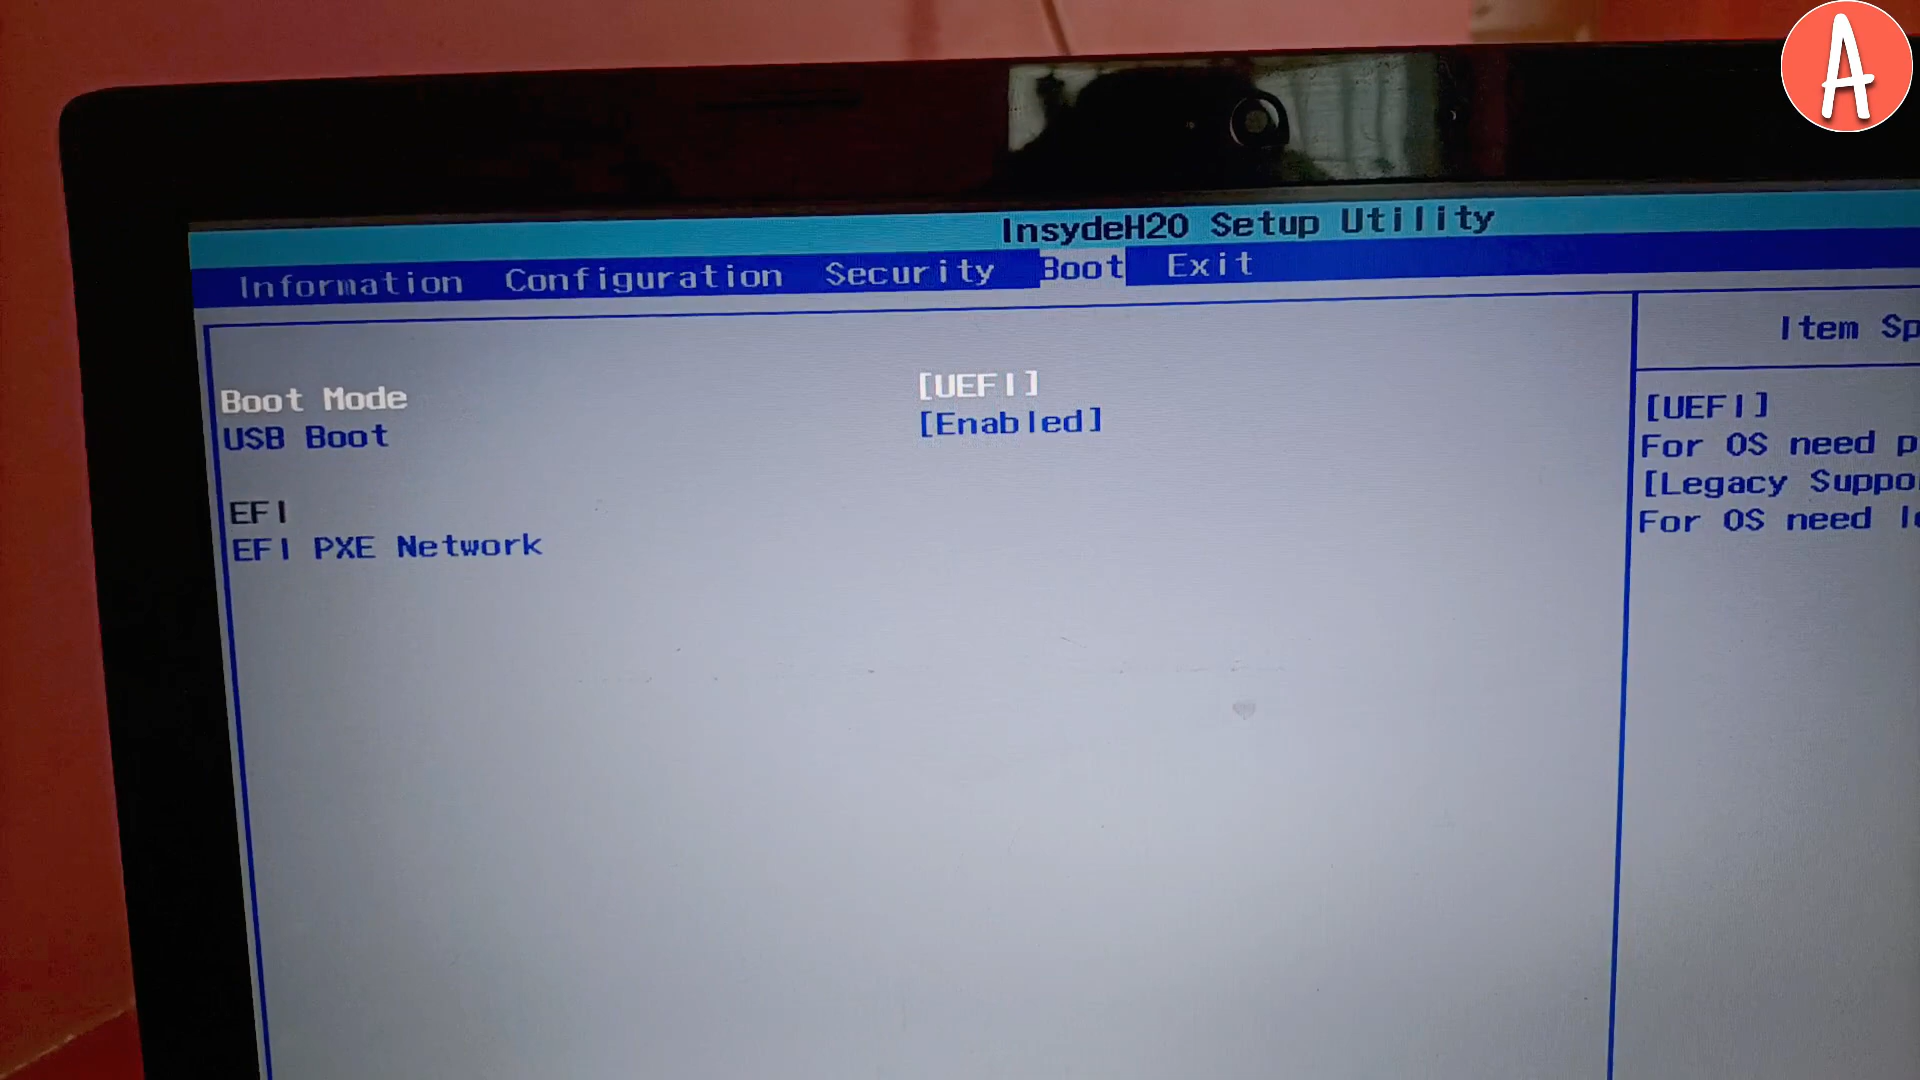 A
InsydeH20 Setup Utility
Information Configuration Security Boot Exit
Item
Boot Mode [UEFI]
USB Boot [Enabled]
EFI
EFI PXE Network
[UEFI]
For OS need
[Legacy
For OS need